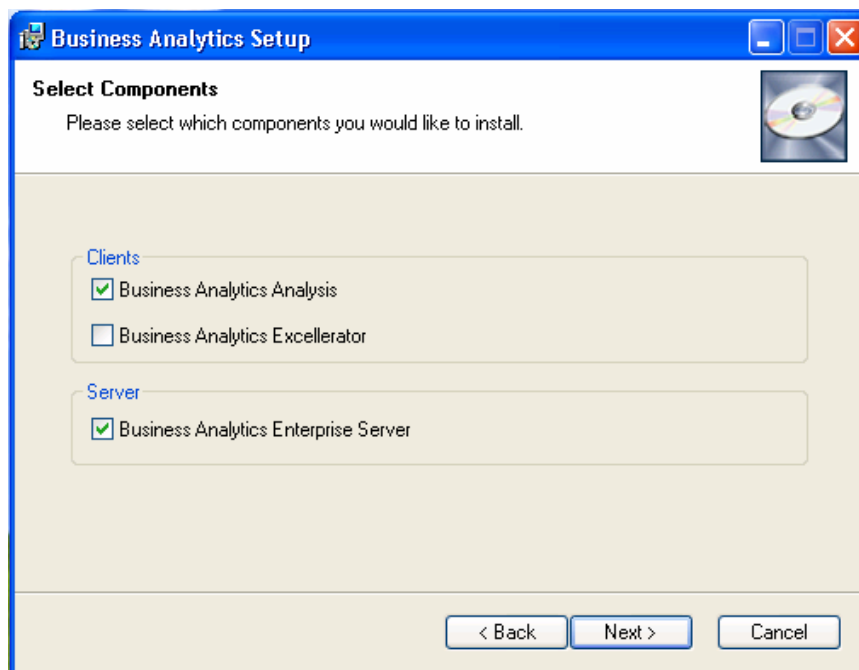 Business Analytics Setup
Select Components
Please select which components you would like to install.
Clients
Business Analytics Analysis
Business Analytics Excellerator
Server
Business Analytics Enterprise Server
< Back Next > Cancel